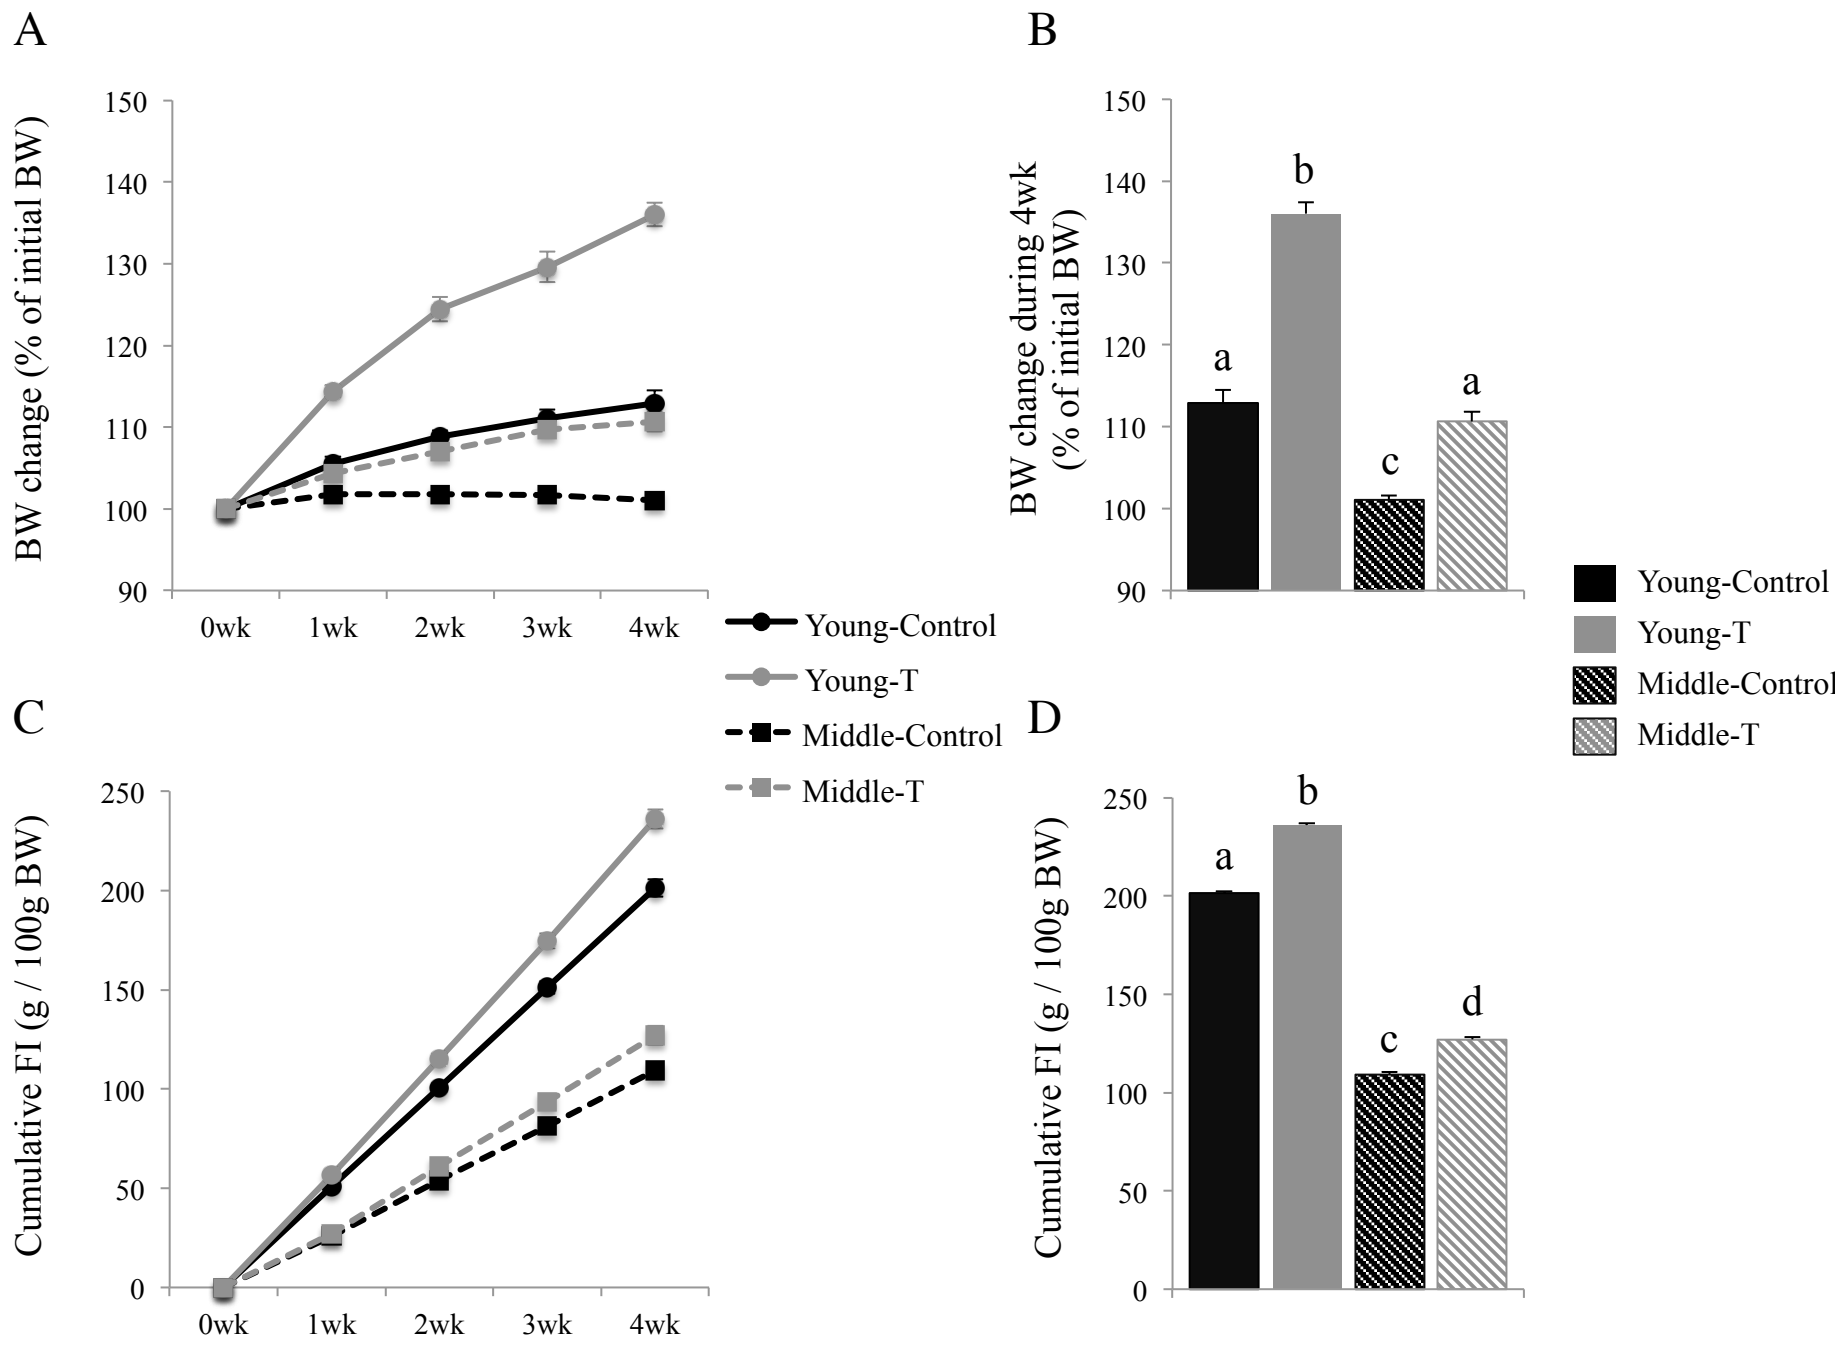 A
BW change (% of initial BW)
150
140
130
120
110
100
90
0wk 1wk 2wk 3wk 4wk
B
BW change during 4wk
(% of initial BW)
150
140
130
120
110
100
90
a
b
c
a
Young-Control
Young-T
Middle-Control
Middle-T
Young-Control
Young-T
Middle-Control
Middle-T
C
Cumulative FI (g / 100g BW)
250
200
150
100
50
0
0wk 1wk 2wk 3wk 4wk
D
Cumulative FI (g / 100g BW)
250
200
150
100
50
0
a
b
c
d